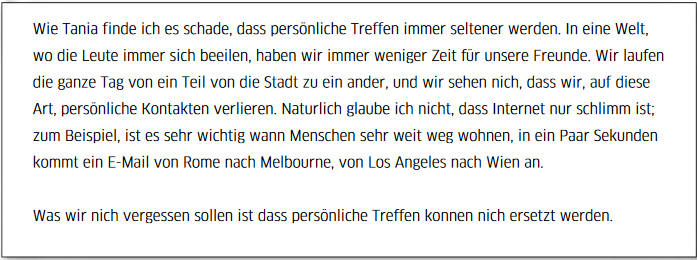 Wie Tania finde ich es schade, dass persönliche Treffen immer seltener werden. In eine Welt,
wo die Leute immer sich beeilen, haben wir immer weniger Zeit für unsere Freunde. Wir laufen
die ganze Tag von ein Teil von die Stadt zu ein ander, und wir sehen nich, dass wir, auf diese
Art, persönliche Kontakten verlieren. Naturlich glaube ich nicht, dass Internet nur schlimm ist;
zum Beispiel, ist es sehr wichtig wann Menschen sehr weit weg wohnen, in ein Paar Sekunden
kommt ein E-Mail von Rome nach Melbourne, von Los Angeles nach Wien an.
Was wir nich vergessen sollen ist dass persönliche Treffen konnen nich ersetzt werden.